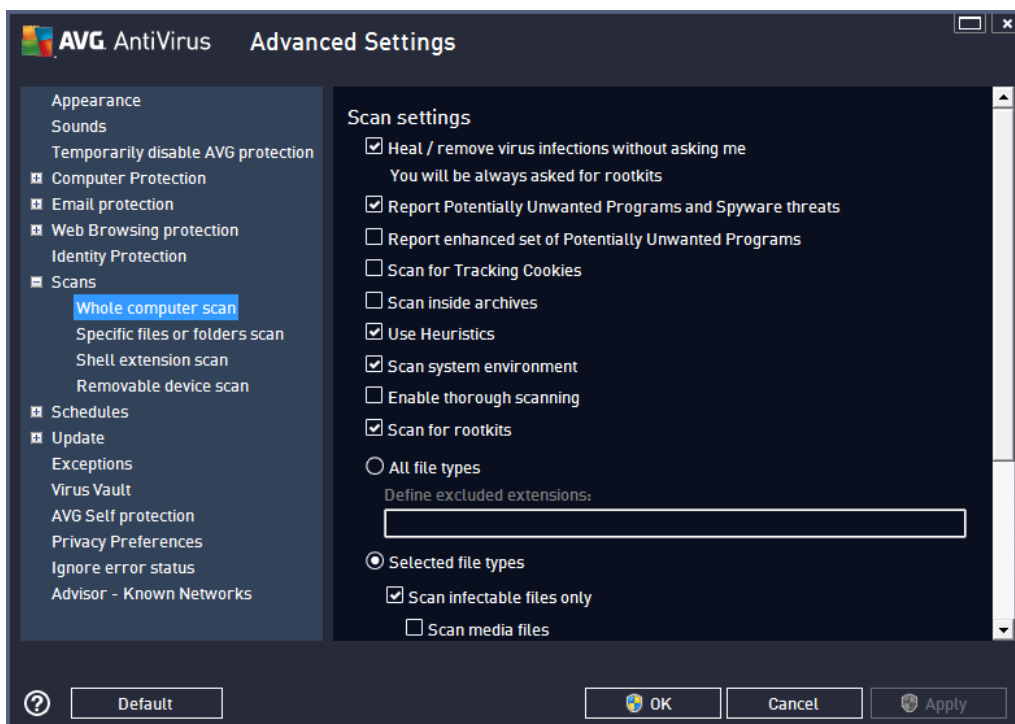 AVG AntiVirus Advanced Settings
Appearance
Sounds
Temporarily disable AVG protection
Computer Protection
Email protection
Web Browsing protection
Identity Protection
Scans
Whole computer scan
Specific files or folders scan
Shell extension scan
Removable device scan
Schedules
Update
Exceptions
Virus Vault
AVG Self protection
Privacy Preferences
Ignore error status
Advisor - Known Networks
Scan settings
Heal / remove virus infections without asking me
You will be always asked for rootkits
Report Potentially Unwanted Programs and Spyware threats
Report enhanced set of Potentially Unwanted Programs
Scan for Tracking Cookies
Scan inside archives
Use Heuristics
Scan system environment
Enable thorough scanning
Scan for rootkits
All file types
Define excluded extensions:
Selected file types
Scan infectable files only
Scan media files
? Default OK Cancel Apply